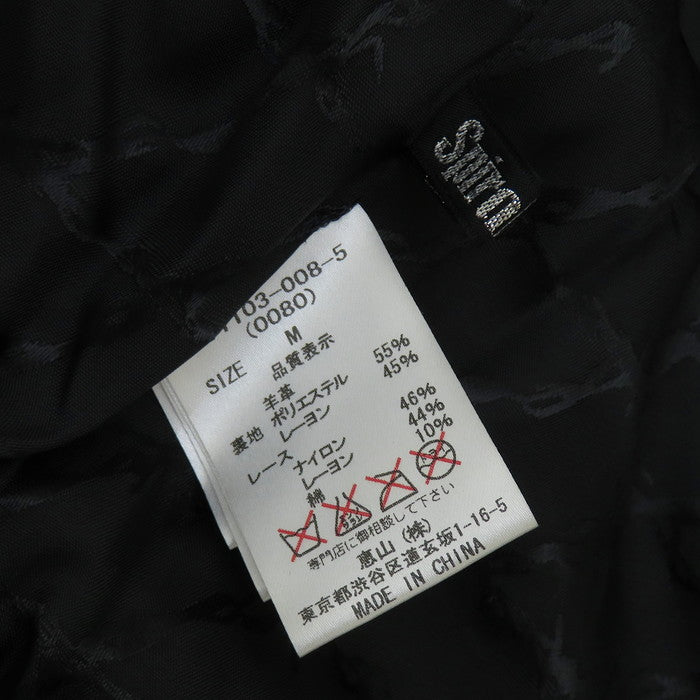 1103-008-5
(0080)
SIZE M
品質表示
羊革
裏地 ポリエステル 55%
レーヨン 45%
レース ナイロン 46%
レーヨン 44%
綿 10%
専門店に御相談して下さい
恵山(株)
東京都渋谷区道玄坂1-16-5
MADE IN CHINA